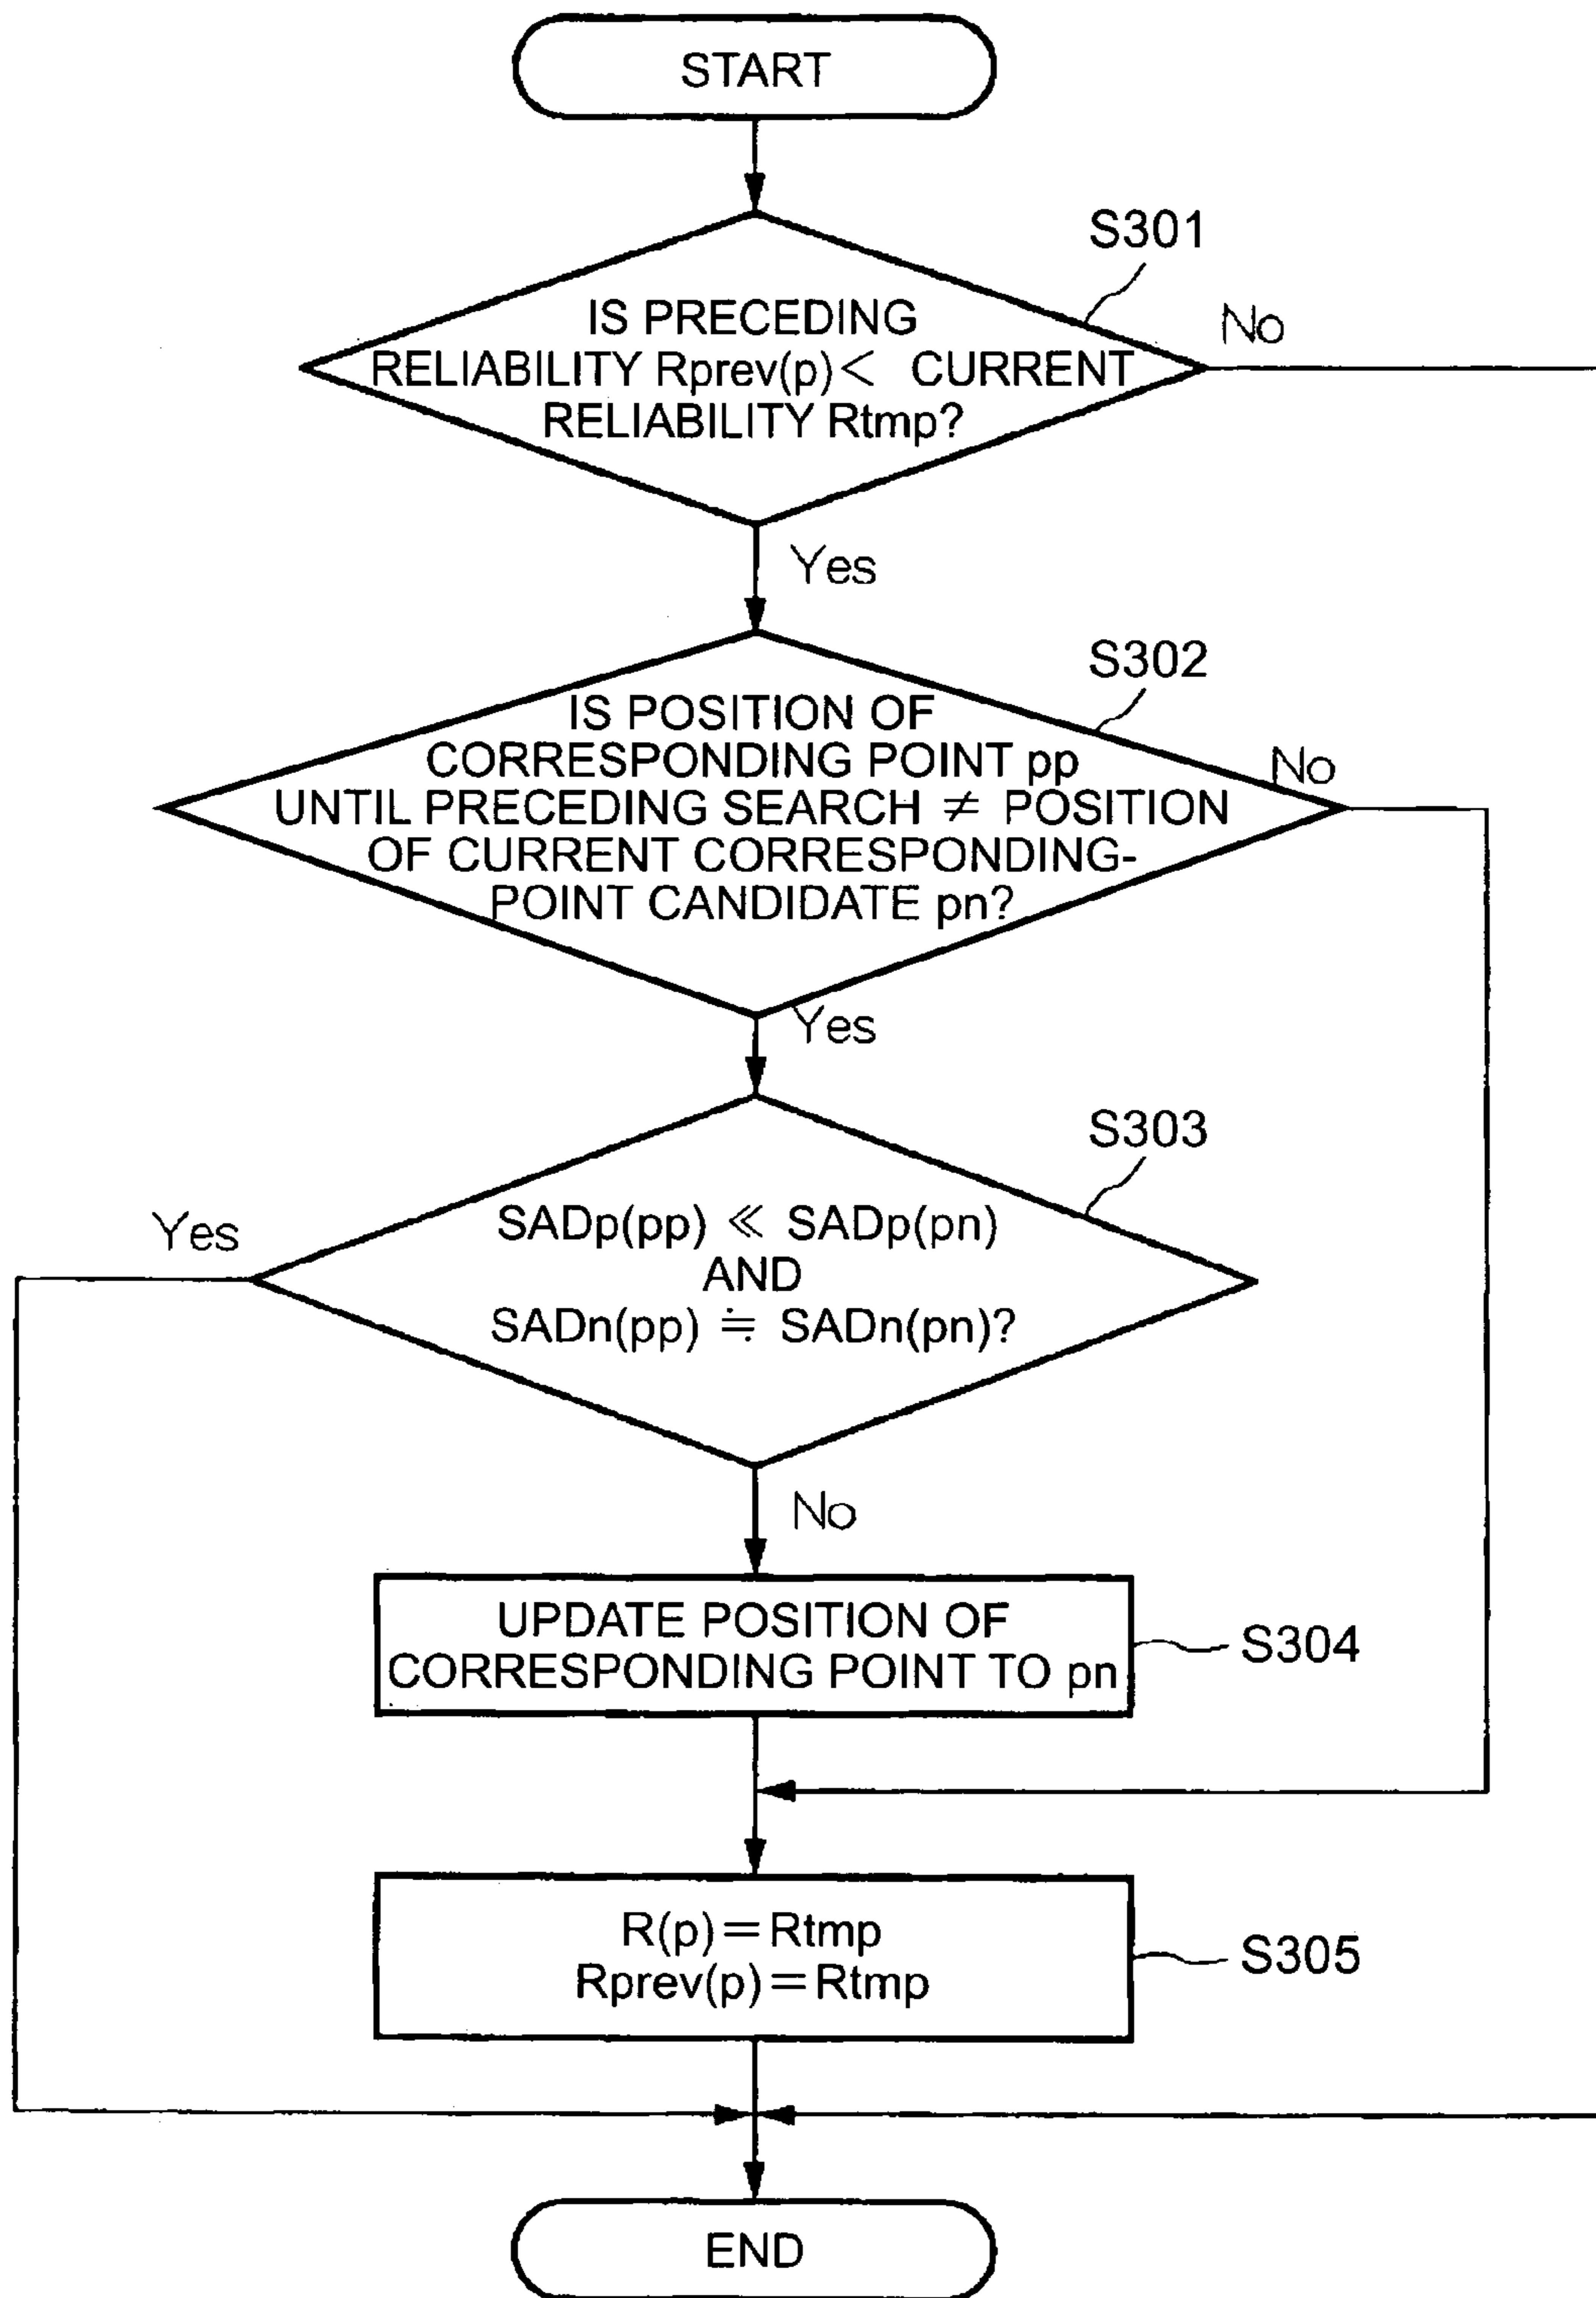 START
S301
IS PRECEDING
RELIABILITY Rprev(p)< CURRENT
RELIABILITY Rtmp?
No
Yes
S302
IS POSITION OF
CORRESPONDING POINT pp
UNTIL PRECEDING SEARCH ≠ POSITION
OF CURRENT CORRESPONDING-
POINT CANDIDATE pn?
No
Yes
S303
SADp(pp) ≪ SADp(pn)
AND
SADn(pp) ≒ SADn(pn)?
Yes
No
UPDATE POSITION OF
CORRESPONDING POINT TO pn
S304
R(p)=Rtmp
Rprev(p)=Rtmp
S305
END